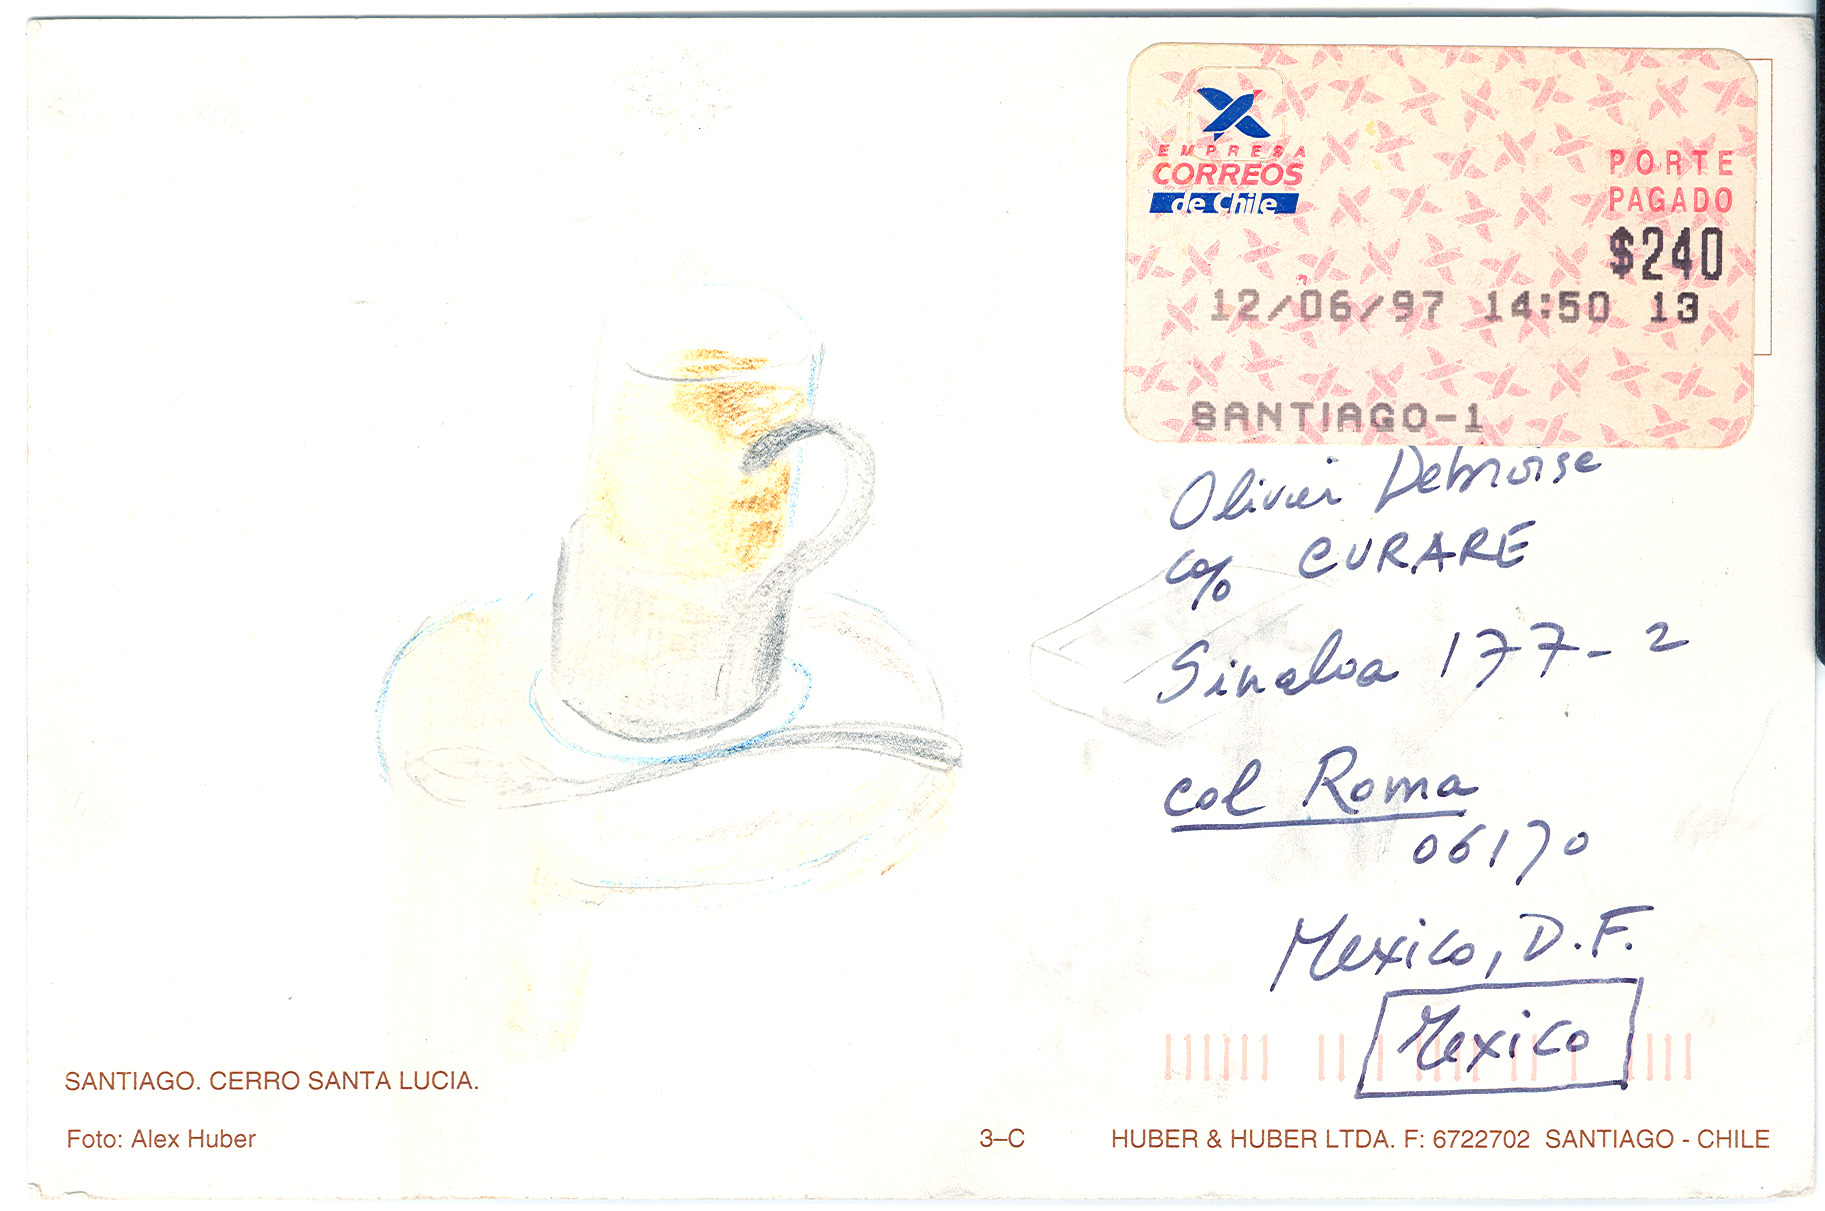 EMPRESA
CORREOS
de Chile
PORTE
PAGADO
$240
12/06/97 14:50 13
SANTIAGO-1
Olivier Debroise
c/o CURARE
Sinaloa 177-2
col Roma
06170
Mexico, D.F.
Mexico
SANTIAGO. CERRO SANTA LUCIA.
Foto: Alex Huber
3–C
HUBER & HUBER LTDA. F: 6722702 SANTIAGO - CHILE